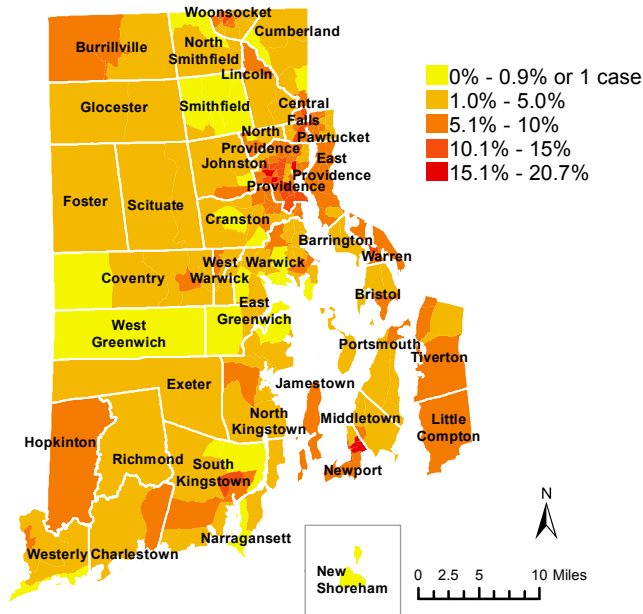 Woonsocket
Burrillville
North
Smithfield
Cumberland
Lincoln
Glocester
Smithfield
Central
Falls
Pawtucket
North
Providence
East
Providence
Johnston
Providence
Foster
Scituate
Cranston
Barrington
Warren
Bristol
Coventry
West
Warwick
Warwick
East
Greenwich
West
Greenwich
Portsmouth
Tiverton
Exeter
Jamestown
Middletown
Little
Compton
North
Kingstown
Hopkinton
Richmond
South
Kingstown
Newport
Narragansett
Westerly
Charlestown
New
Shoreham
0% - 0.9% or 1 case
1.0% - 5.0%
5.1% - 10%
10.1% - 15%
15.1% - 20.7%
N
0 2.5 5 10 Miles